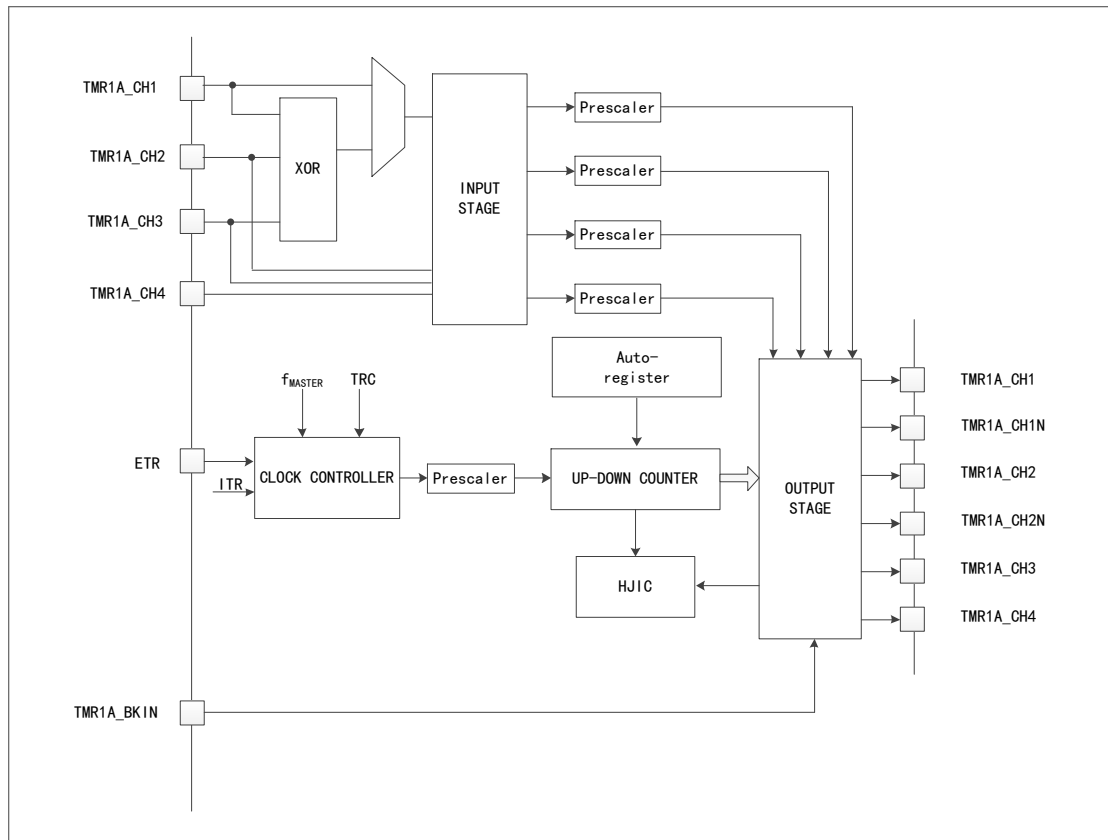 TMR1A_CH1
TMR1A_CH2
TMR1A_CH3
TMR1A_CH4
XOR
INPUT
STAGE
Prescaler
Prescaler
Prescaler
Prescaler
Auto-
register
fMASTER
TRC
ETR
ITR
CLOCK CONTROLLER
Prescaler
UP-DOWN COUNTER
HJIC
OUTPUT
STAGE
TMR1A_CH1
TMR1A_CH1N
TMR1A_CH2
TMR1A_CH2N
TMR1A_CH3
TMR1A_CH4
TMR1A_BKIN